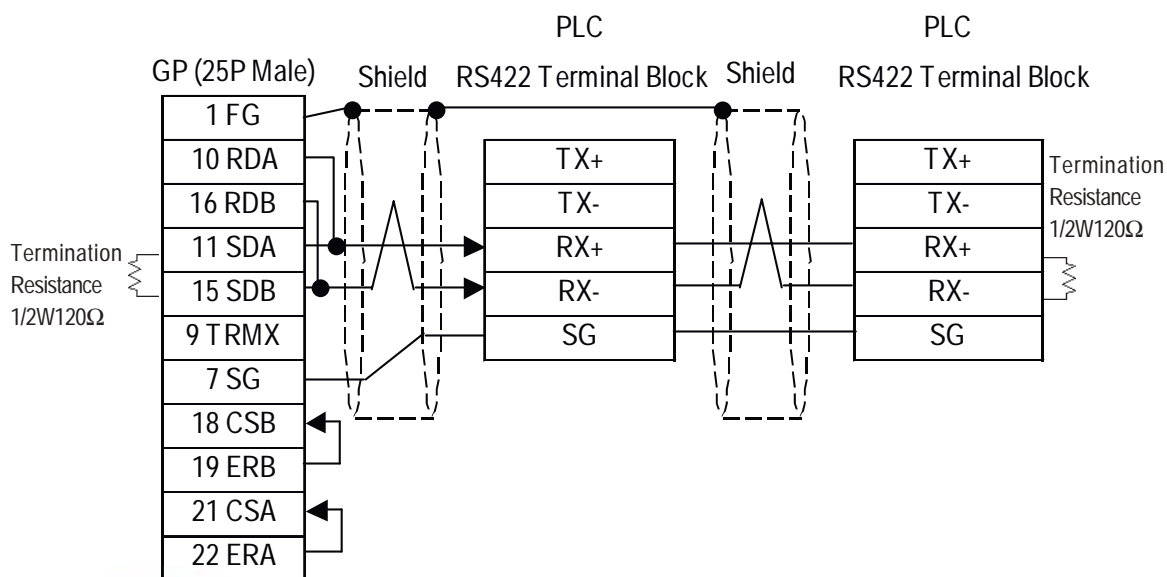 PLC
PLC
GP (25P Male)
Shield
RS422 Terminal Block
Shield
RS422 Terminal Block
1 FG
10 RDA
16 RDB
11 SDA
15 SDB
9 TRMX
7 SG
18 CSB
19 ERB
21 CSA
22 ERA
Termination
Resistance
1/2W120Ω
TX+
TX-
RX+
RX-
SG
TX+
TX-
RX+
RX-
SG
Termination
Resistance
1/2W120Ω